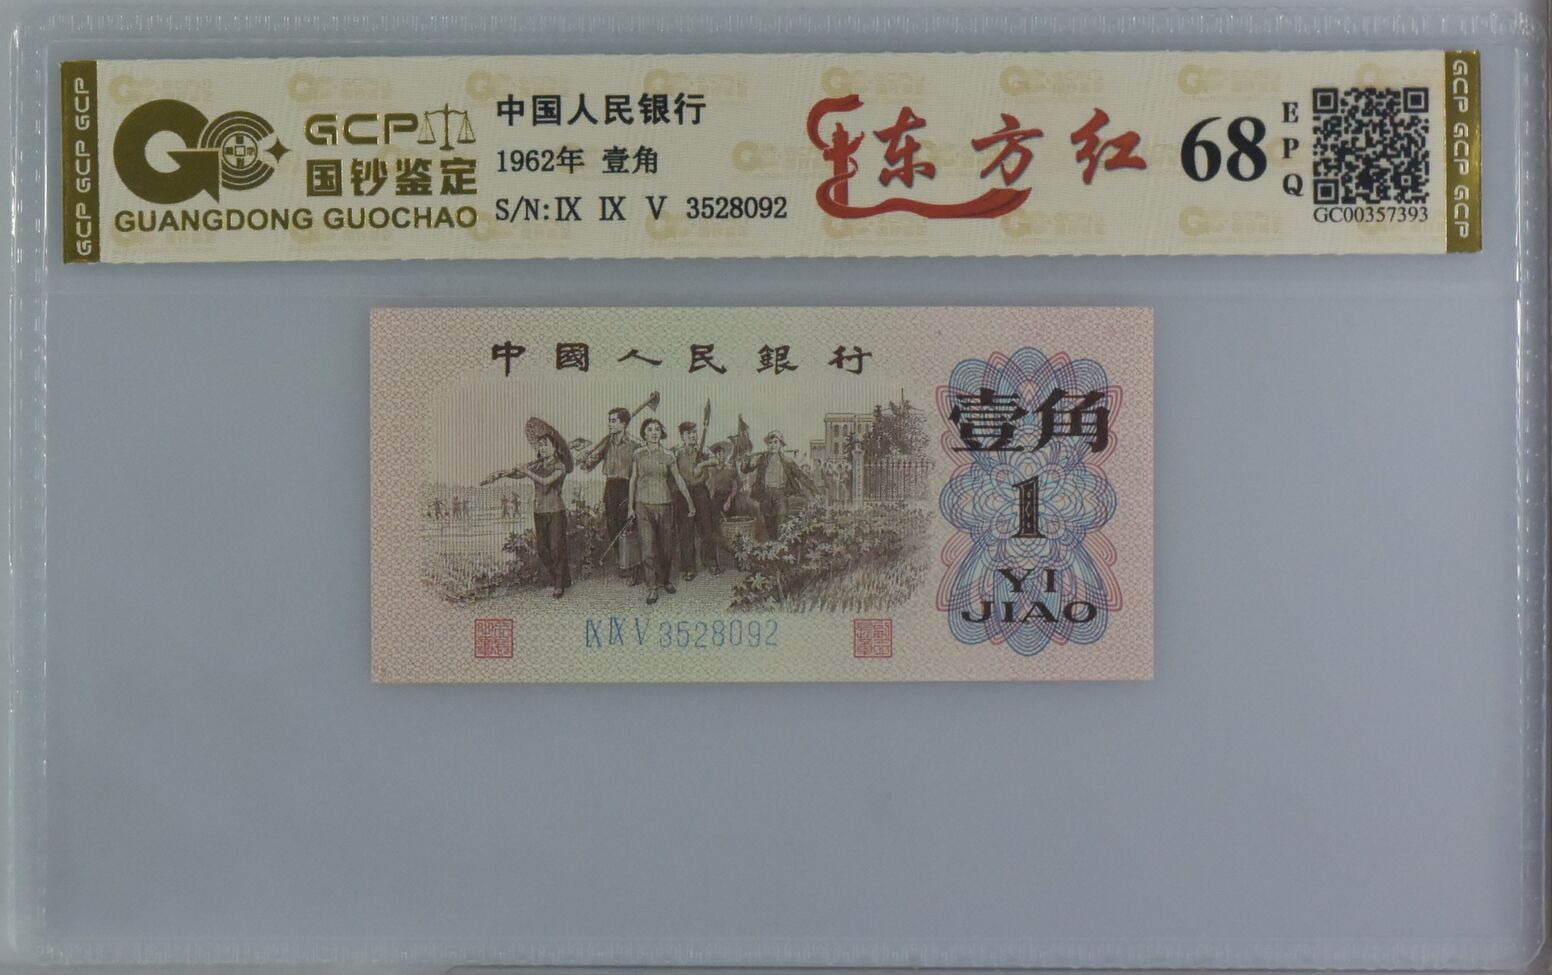 GCP GCP GCP
GCP
国钞鉴定
GUANGDONG GUOCHAO
中国人民银行
1962年 壹角
S/N:IX IX V 3528092
东方红
68
EPQ
GC00357393
GCP GCP GCP
中國人民銀行
壹角
1
YI
JIAO
IX IX V 3528092